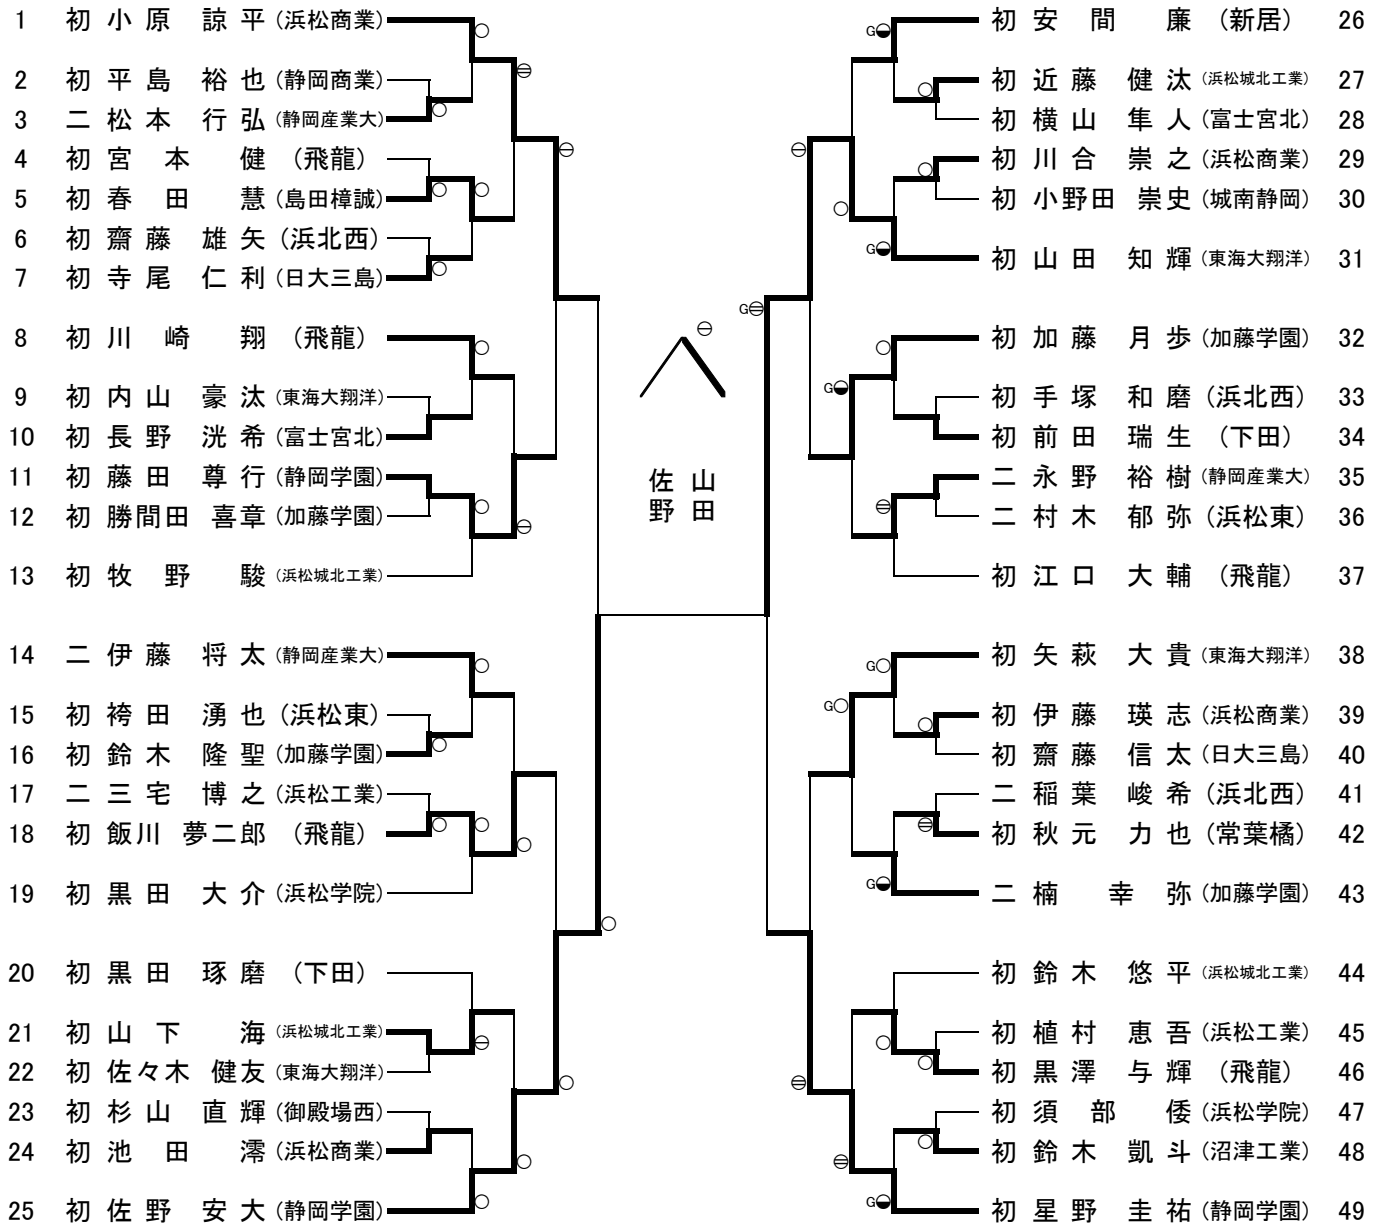 1 初 小原 諒平 (浜松商業)
2 初 平島 裕也 (静岡商業)
3 二 松本 行弘 (静岡産業大)
4 初 宮本 健 (飛龍)
5 初 春田 慧 (島田樟誠)
6 初 齋藤 雄矢 (浜北西)
7 初 寺尾 仁利 (日大三島)
8 初 川崎 翔 (飛龍)
9 初 内山 豪汰 (東海大翔洋)
10 初 長野 洸希 (富士宮北)
11 初 藤田 尊行 (静岡学園)
12 初 勝間田 喜章 (加藤学園)
13 初 牧野 駿 (浜松城北工業)
14 二 伊藤 将太 (静岡産業大)
15 初 袴田 湧也 (浜松東)
16 初 鈴木 隆聖 (加藤学園)
17 二 三宅 博之 (浜松工業)
18 初 飯川 夢二郎 (飛龍)
19 初 黒田 大介 (浜松学院)
20 初 黒田 琢磨 (下田)
21 初 山下 海 (浜松城北工業)
22 初 佐々木 健友 (東海大翔洋)
23 初 杉山 直輝 (御殿場西)
24 初 池田 澪 (浜松商業)
25 初 佐野 安大 (静岡学園)
佐野
山田
初 安間 廉 (新居) 26
初 近藤 健汰 (浜松城北工業) 27
初 横山 隼人 (富士宮北) 28
初 川合 崇之 (浜松商業) 29
初 小野田 崇史 (城南静岡) 30
初 山田 知輝 (東海大翔洋) 31
初 加藤 月歩 (加藤学園) 32
初 手塚 和磨 (浜北西) 33
初 前田 瑞生 (下田) 34
二 永野 裕樹 (静岡産業大) 35
二 村木 郁弥 (浜松東) 36
初 江口 大輔 (飛龍) 37
初 矢萩 大貴 (東海大翔洋) 38
初 伊藤 瑛志 (浜松商業) 39
初 齋藤 信太 (日大三島) 40
二 稲葉 峻希 (浜北西) 41
初 秋元 力也 (常葉橘) 42
二 楠 幸弥 (加藤学園) 43
初 鈴木 悠平 (浜松城北工業) 44
初 植村 恵吾 (浜松工業) 45
初 黒澤 与輝 (飛龍) 46
初 須部 倭 (浜松学院) 47
初 鈴木 凱斗 (沼津工業) 48
初 星野 圭祐 (静岡学園) 49
G
G
G
G
G
G
G
G